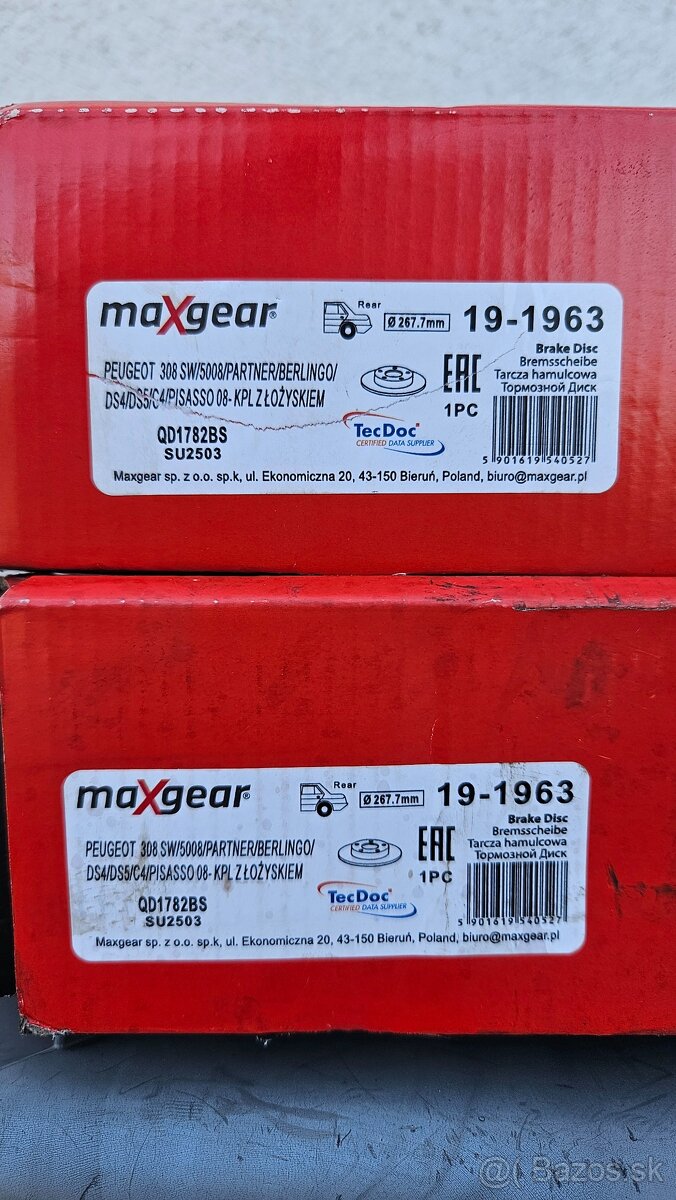 maXgear®
Rear
Ø 267.7mm
19-1963
PEUGEOT 308 SW/5008/PARTNER/BERLINGO/
DS4/DS5/C4/PISASSO 08- KPL Z ŁOŻYSKIEM
QD1782BS
SU2503
TecDoc
CERTIFIED DATA SUPPLIER
EAC
1PC
Brake Disc
Bremsscheibe
Tarcza hamulcowa
Тормозной Диск
5 901619 540527
Maxgear sp. z o.o. sp.k, ul. Ekonomiczna 20, 43-150 Bieruń, Poland, biuro@maxgear.pl
maXgear®
Rear
Ø 267.7mm
19-1963
PEUGEOT 308 SW/5008/PARTNER/BERLINGO/
DS4/DS5/C4/PISASSO 08- KPL Z ŁOŻYSKIEM
QD1782BS
SU2503
TecDoc
CERTIFIED DATA SUPPLIER
EAC
1PC
Brake Disc
Bremsscheibe
Tarcza hamulcowa
Тормозной Диск
5 901619 540527
Maxgear sp. z o.o. sp.k, ul. Ekonomiczna 20, 43-150 Bieruń, Poland, biuro@maxgear.pl
Bazos.sk